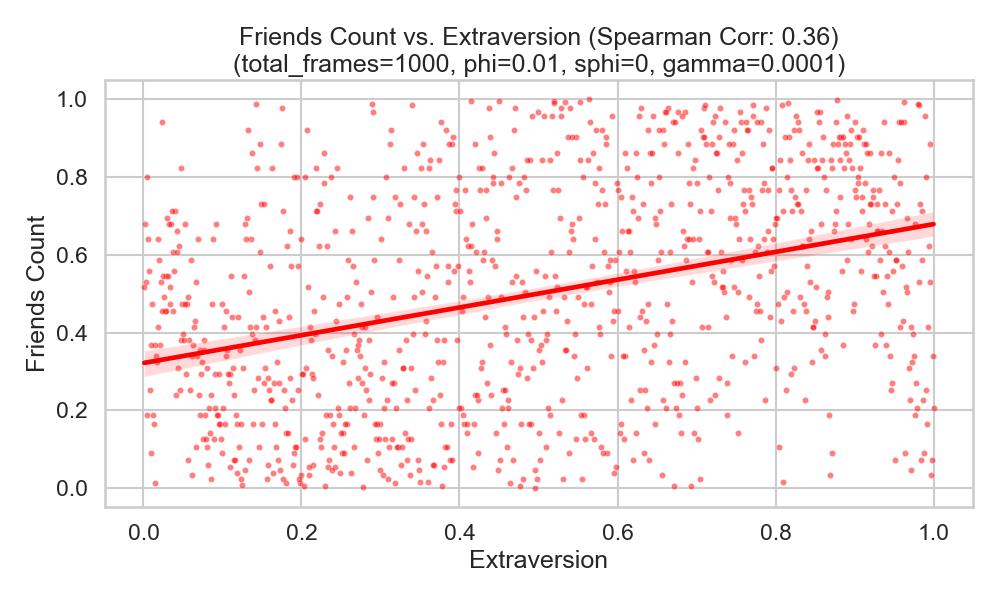 Friends Count vs. Extraversion (Spearman Corr: 0.36)
(total_frames=1000, phi=0.01, sphi=0, gamma=0.0001)
1.0
0.8
0.6
0.4
0.2
0.0
Friends Count
0.0 0.2 0.4 0.6 0.8 1.0
Extraversion